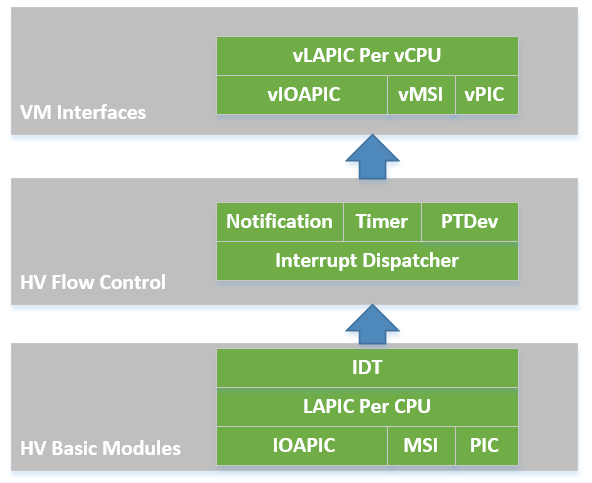 vLAPIC Per vCPU
vIOAPIC vMSI vPIC
VM Interfaces
Notification Timer PTDev
Interrupt Dispatcher
HV Flow Control
IDT
LAPIC Per CPU
IOAPIC MSI PIC
HV Basic Modules